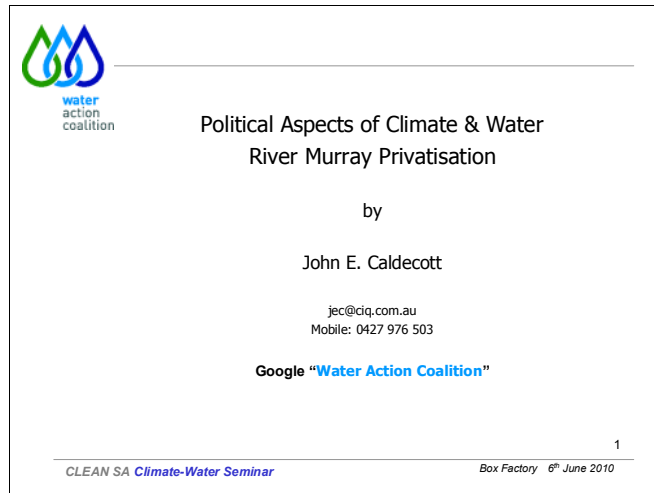 water
action
coalition
Political Aspects of Climate & Water
River Murray Privatisation
by
John E. Caldecott
jec@ciq.com.au
Mobile: 0427 976 503
Google “Water Action Coalition”
1
CLEAN SA Climate-Water Seminar
Box Factory 6th June 2010